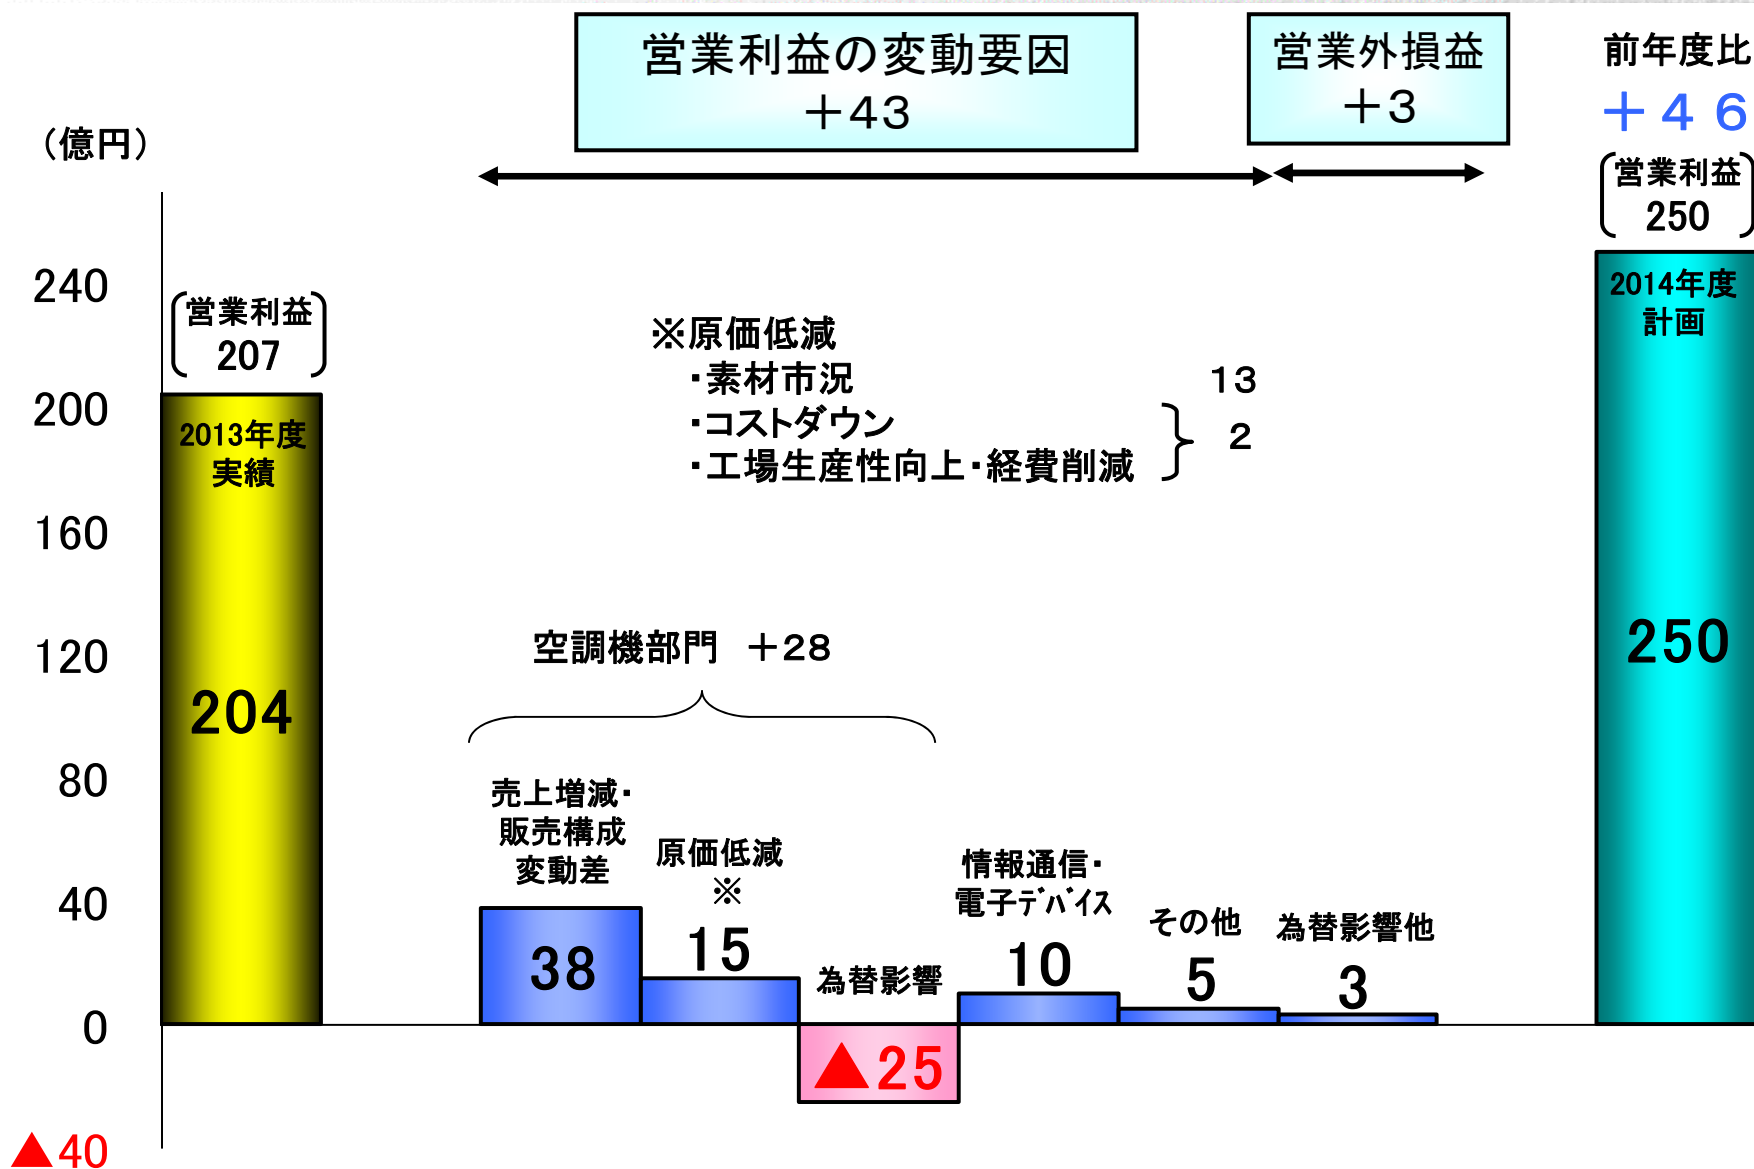 営業利益の変動要因
＋43
営業外損益
＋3
前年度比
＋４６
（億円）
営業利益
250
240
200
160
120
80
40
0
▲40
営業利益
207
2013年度
実績
204
※原価低減
・素材市況 13
・コストダウン
・工場生産性向上・経費削減
2
空調機部門 ＋28
売上増減・
販売構成
変動差
38
原価低減
※
15
為替影響
▲25
情報通信・
電子ﾃﾞﾊﾞｲｽ
10
その他
5
為替影響他
3
2014年度
計画
250